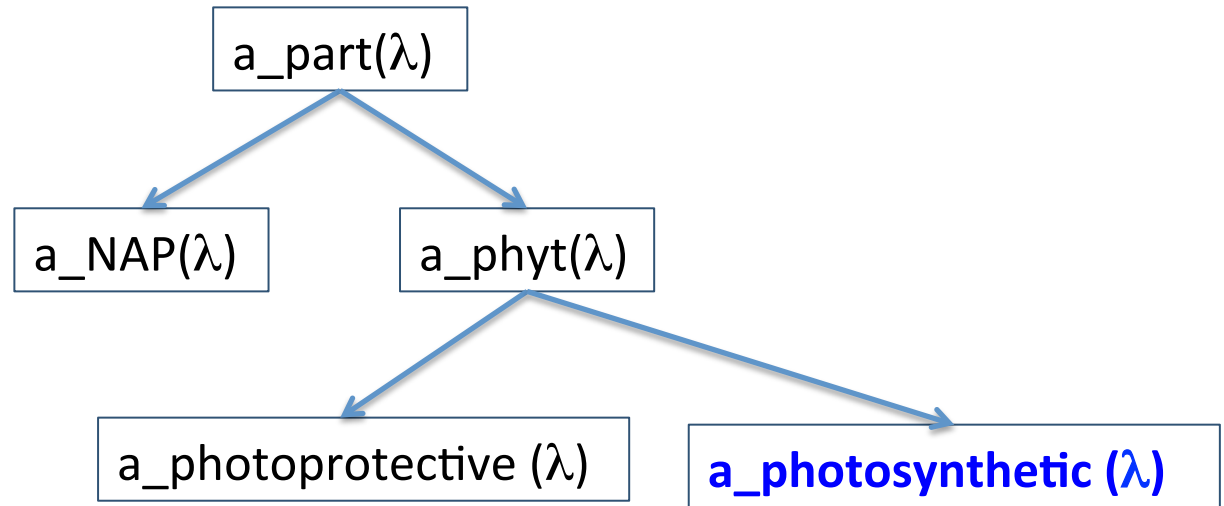 a_part(λ)
a_NAP(λ)
a_phyt(λ)
a_photoprotective (λ)
a_photosynthetic (λ)